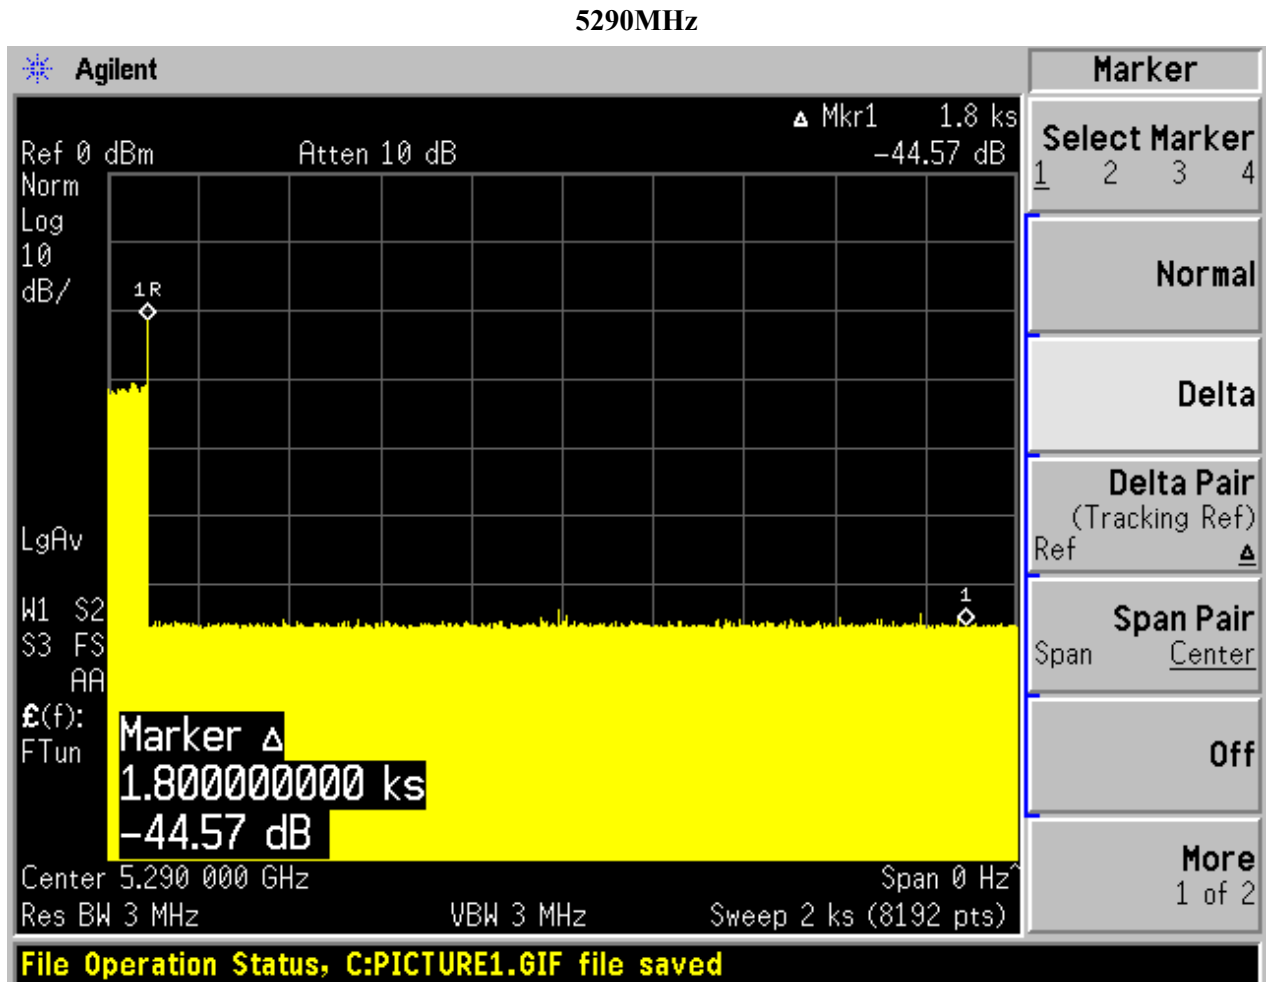 5290MHz
Agilent
Marker
Δ Mkr1 1.8 ks
Ref 0 dBm Atten 10 dB -44.57 dB
Norm
Log
10
dB/
1R
LgAv
1
W1 S2
S3 FS
AA
£(f):
FTun
Marker Δ
1.800000000 ks
-44.57 dB
Center 5.290 000 GHz Span 0 Hz^
Res BW 3 MHz VBW 3 MHz Sweep 2 ks (8192 pts)
Select Marker
1 2 3 4
Normal
Delta
Delta Pair
(Tracking Ref)
Ref Δ
Span Pair
Span Center
Off
More
1 of 2
File Operation Status, C:PICTURE1.GIF file saved